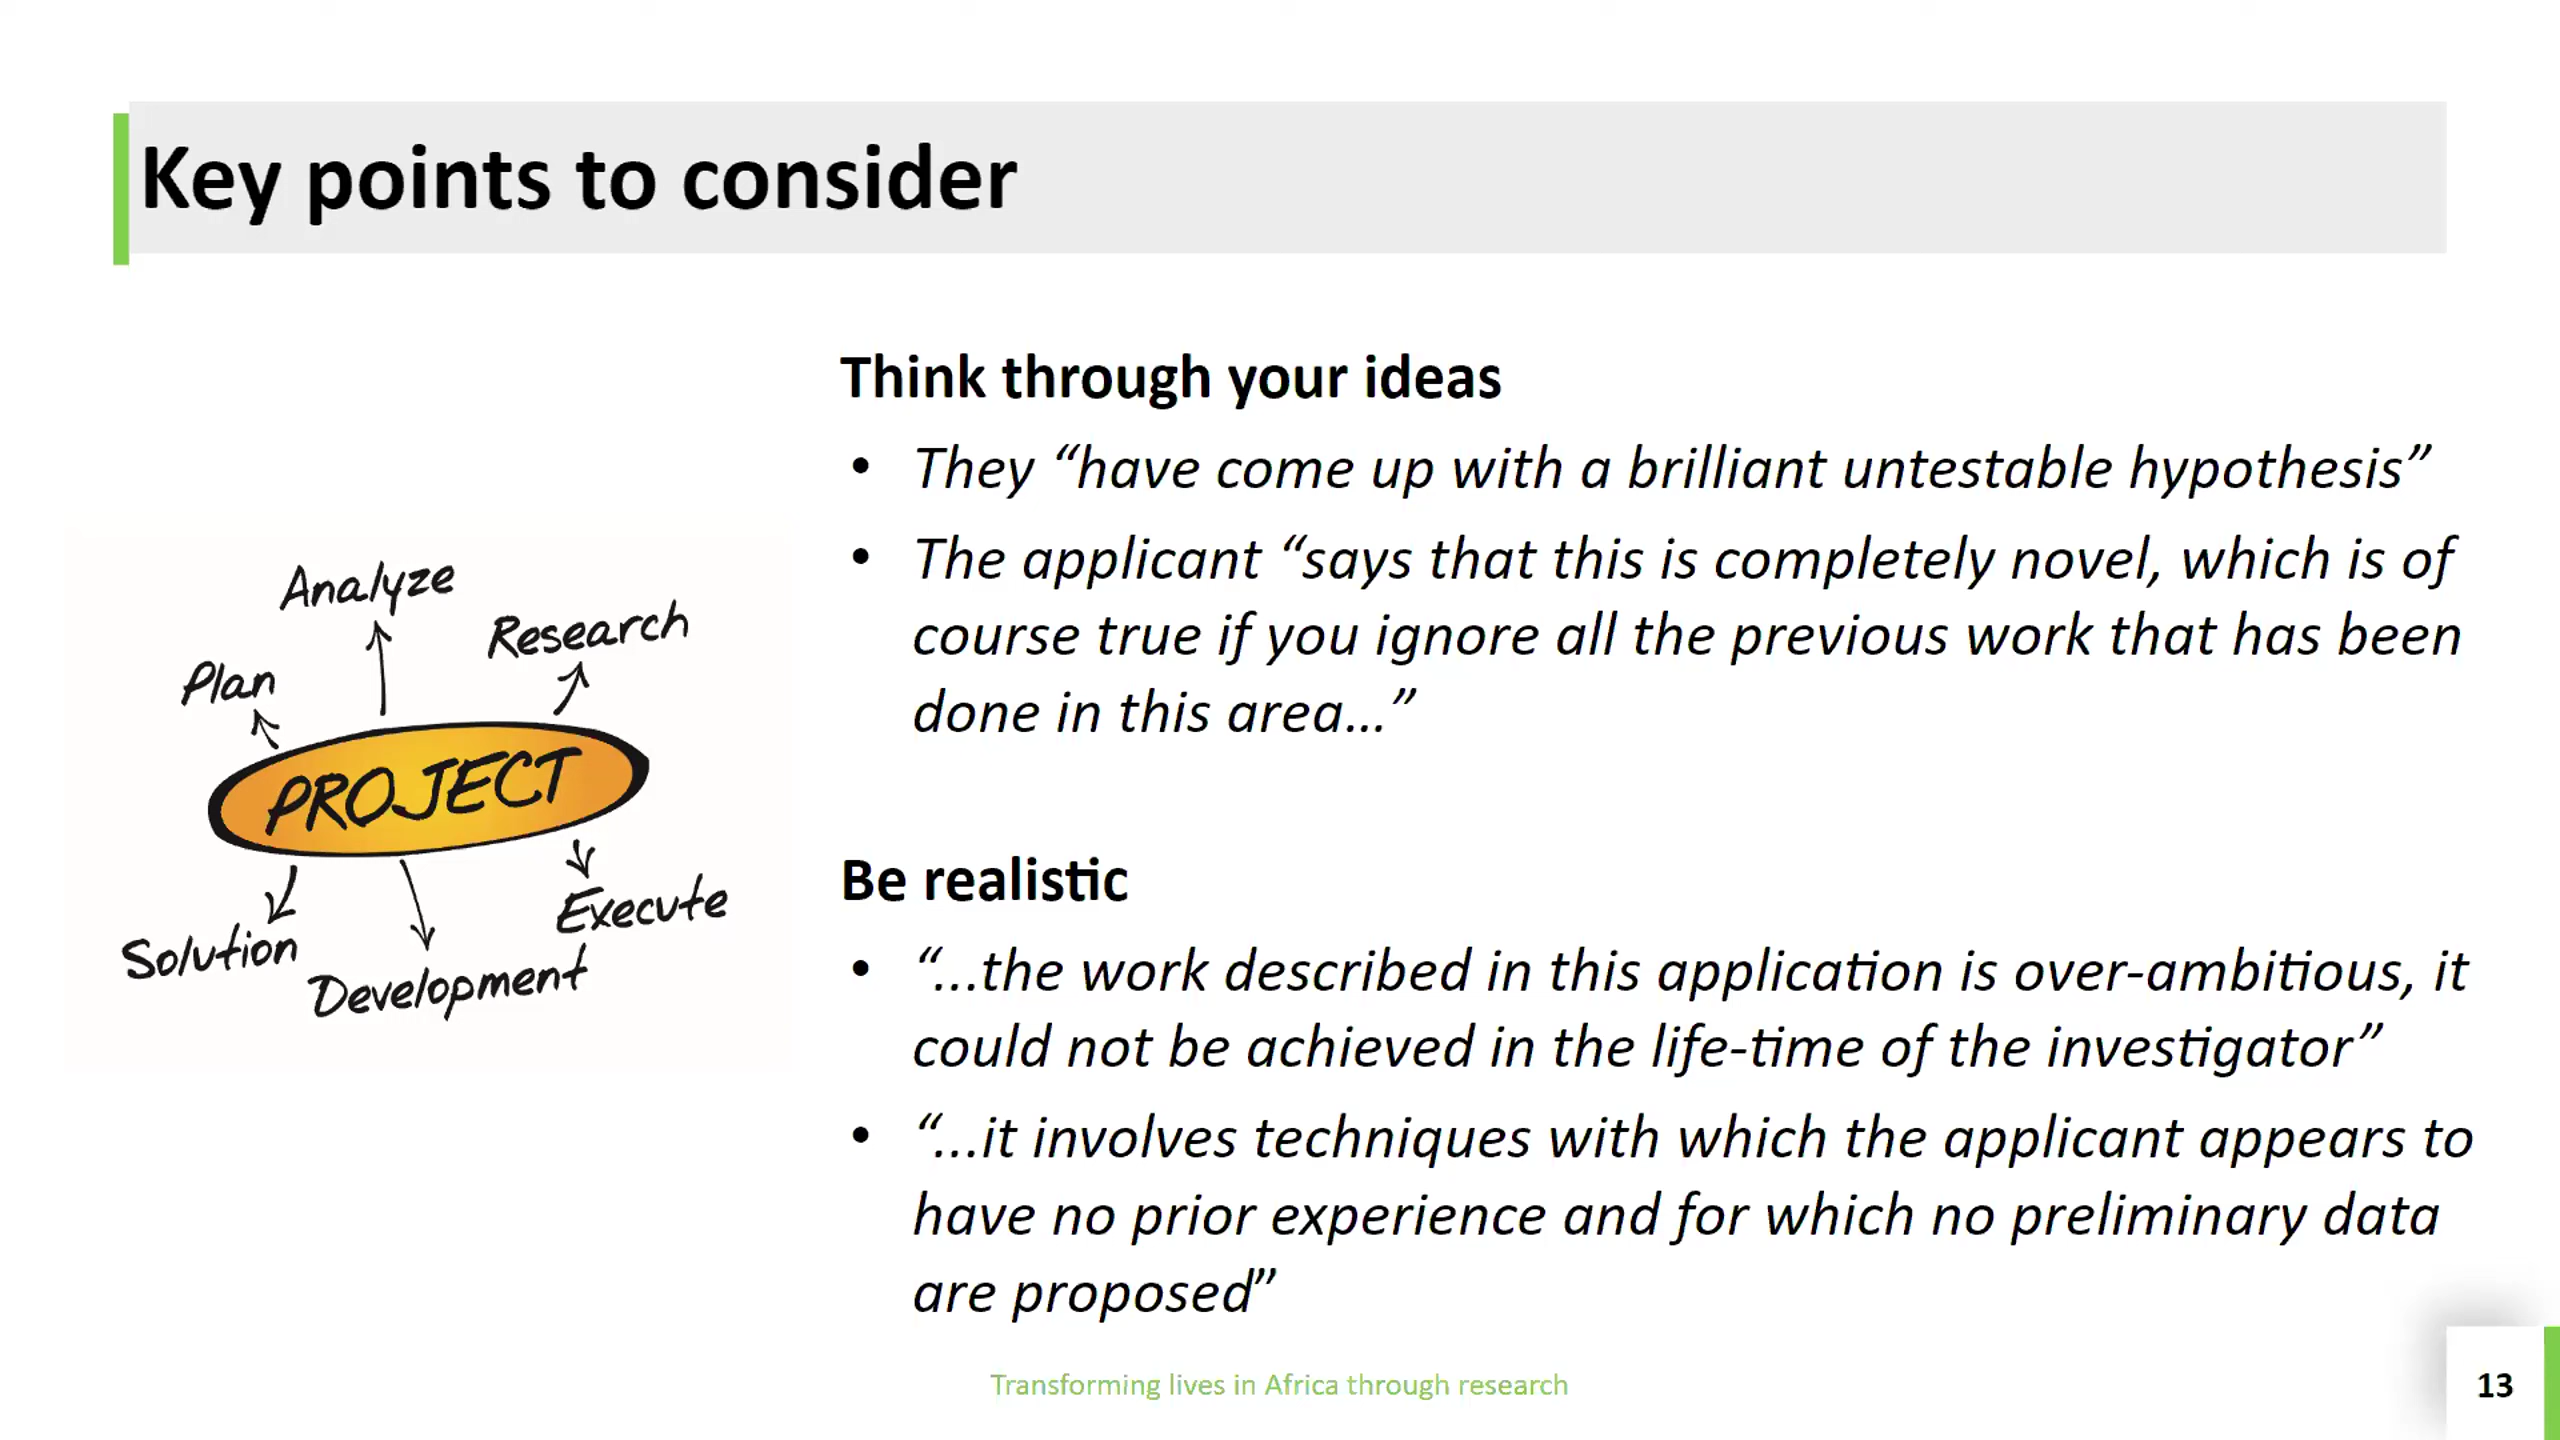 Key points to consider
Analyze
Research
Plan
PROJECT
Solution
Execute
Development
Think through your ideas
• They “have come up with a brilliant untestable hypothesis”
• The applicant “says that this is completely novel, which is of
course true if you ignore all the previous work that has been
done in this area...”
Be realistic
• “...the work described in this application is over-ambitious, it
could not be achieved in the life-time of the investigator”
• “...it involves techniques with which the applicant appears to
have no prior experience and for which no preliminary data
are proposed”
Transforming lives in Africa through research
13